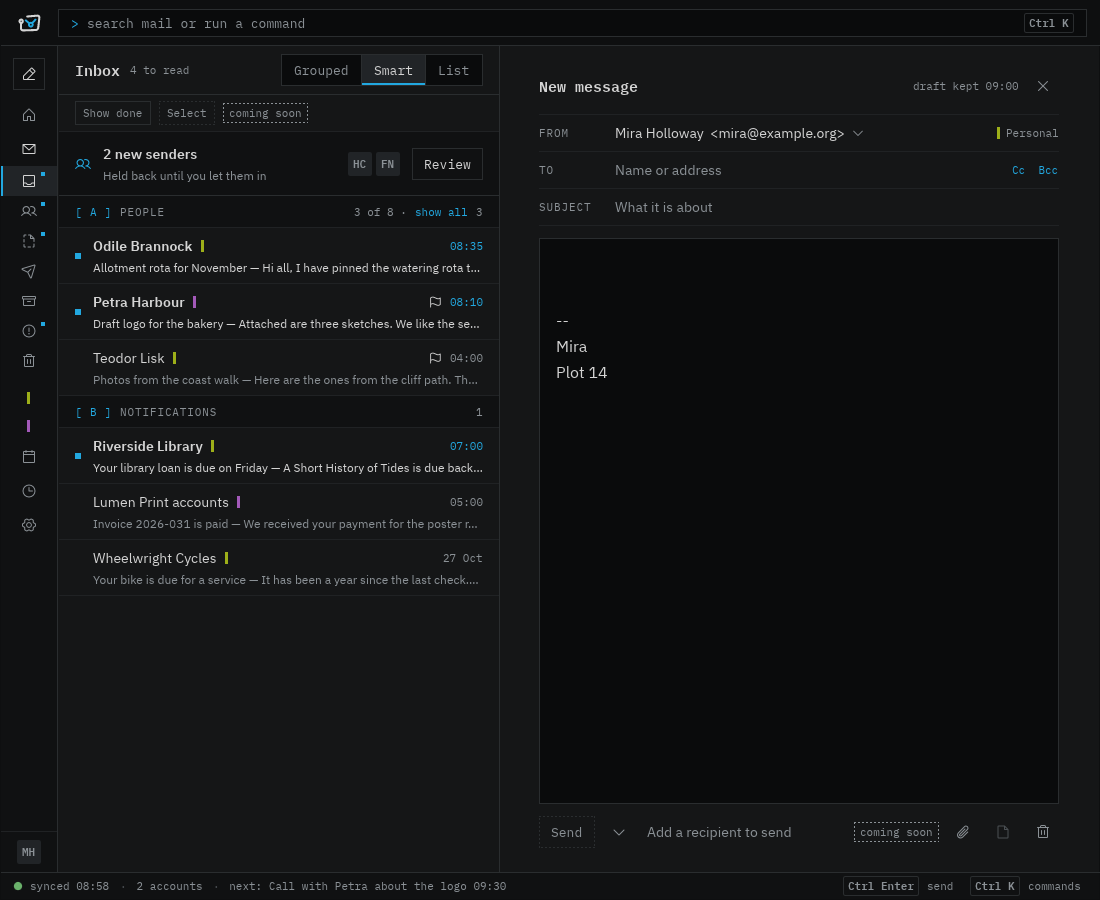 > search mail or run a command Ctrl K
Inbox 4 to read Grouped Smart List
Show done Select coming soon
2 new senders
Held back until you let them in
HC FN Review
[ A ] PEOPLE 3 of 8 · show all 3
Odile Brannock 08:35
Allotment rota for November — Hi all, I have pinned the watering rota t...
Petra Harbour 08:10
Draft logo for the bakery — Attached are three sketches. We like the se...
Teodor Lisk 04:00
Photos from the coast walk — Here are the ones from the cliff path. Th...
[ B ] NOTIFICATIONS 1
Riverside Library 07:00
Your library loan is due on Friday — A Short History of Tides is due back...
Lumen Print accounts 05:00
Invoice 2026-031 is paid — We received your payment for the poster r...
Wheelwright Cycles 27 Oct
Your bike is due for a service — It has been a year since the last check....
New message draft kept 09:00
FROM Mira Holloway <mira@example.org> Personal
TO Name or address Cc Bcc
SUBJECT What it is about
--
Mira
Plot 14
Send Add a recipient to send coming soon
MH
synced 08:58 · 2 accounts · next: Call with Petra about the logo 09:30 Ctrl Enter send Ctrl K commands